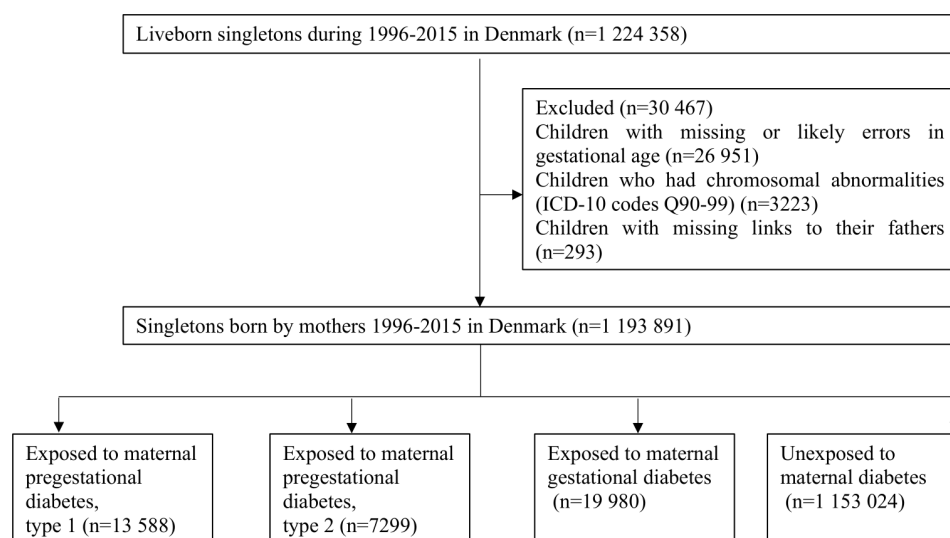 Liveborn singletons during 1996-2015 in Denmark (n=1 224 358)
Excluded (n=30 467)
Children with missing or likely errors in
gestational age (n=26 951)
Children who had chromosomal abnormalities
(ICD-10 codes Q90-99) (n=3223)
Children with missing links to their fathers
(n=293)
Singletons born by mothers 1996-2015 in Denmark (n=1 193 891)
Exposed to maternal
pregestational
diabetes,
type 1 (n=13 588)
Exposed to maternal
pregestational
diabetes,
type 2 (n=7299)
Exposed to maternal
gestational diabetes
(n=19 980)
Unexposed to
maternal diabetes
(n=1 153 024)